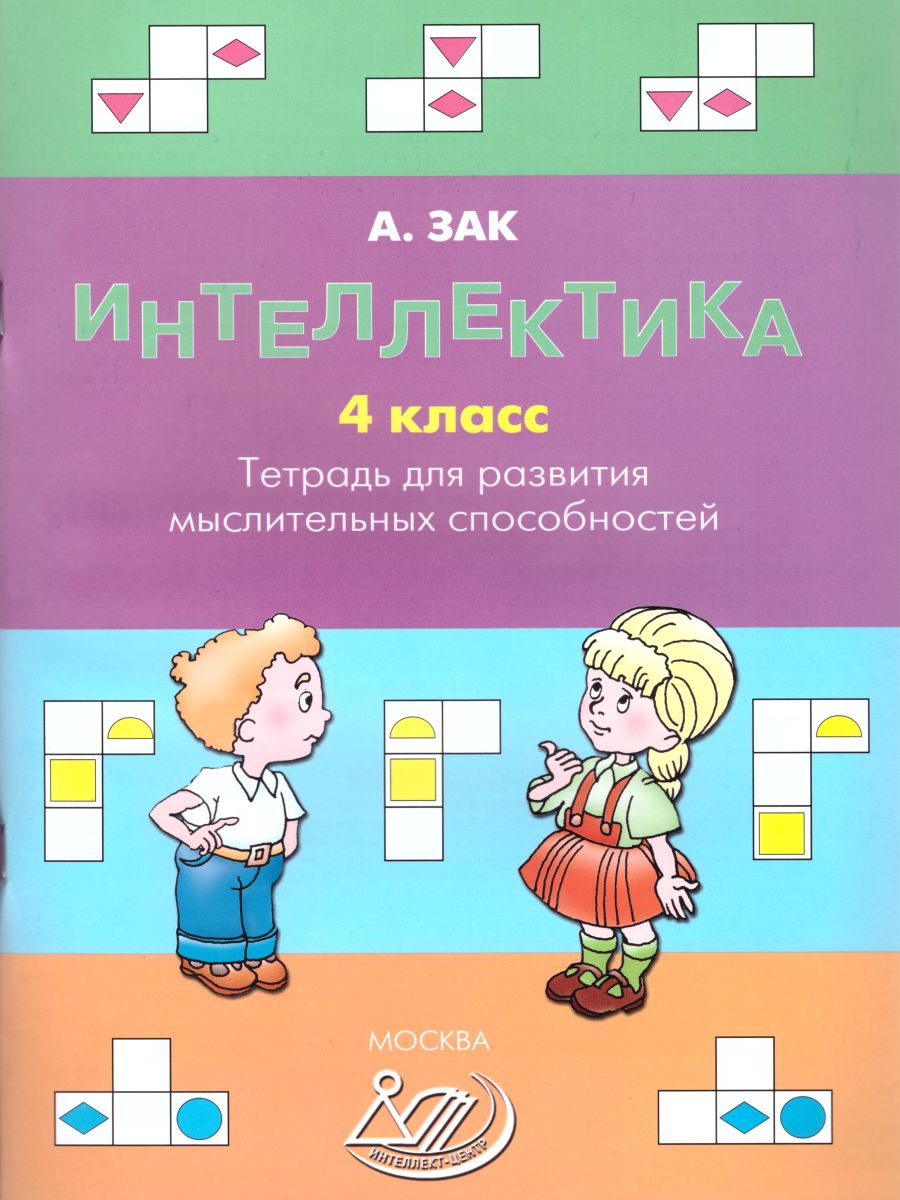 А. ЗАК
ИНТЕЛЛЕКТИКА
4 класс
Тетрадь для развития
мыслительных способностей
МОСКВА
ИНТЕЛЛЕКТ-ЦЕНТР